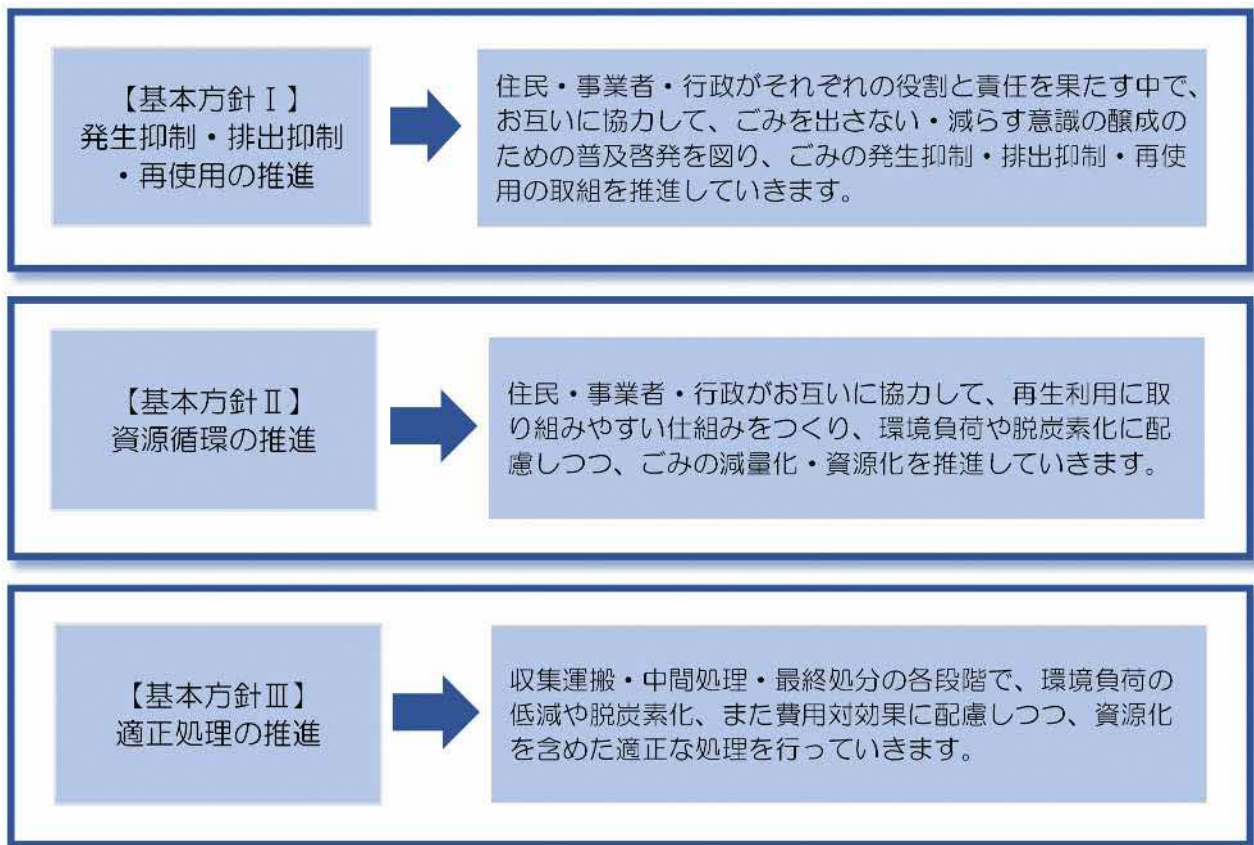 【基本方針Ⅰ】
発生抑制・排出抑制
・再使用の推進
住民・事業者・行政がそれぞれの役割と責任を果たす中で、
お互いに協力して、ごみを出さない・減らす意識の醸成の
ための普及啓発を図り、ごみの発生抑制・排出抑制・再使
用の取組を推進していきます。
【基本方針Ⅱ】
資源循環の推進
住民・事業者・行政がお互いに協力して、再生利用に取
り組みやすい仕組みをつくり、環境負荷や脱炭素化に配
慮しつつ、ごみの減量化・資源化を推進していきます。
【基本方針Ⅲ】
適正処理の推進
収集運搬・中間処理・最終処分の各段階で、環境負荷の
低減や脱炭素化、また費用対効果に配慮しつつ、資源化
を含めた適正な処理を行っていきます。